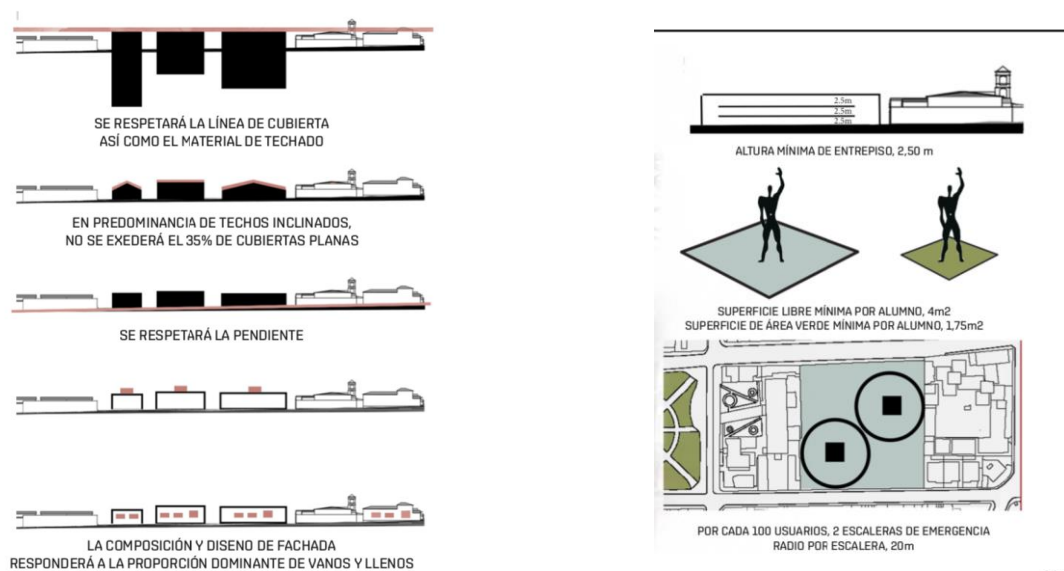 SE RESPETARÁ LA LÍNEA DE CUBIERTA
ASÍ COMO EL MATERIAL DE TECHADO
EN PREDOMINANCIA DE TECHOS INCLINADOS,
NO SE EXEDERÁ EL 35% DE CUBIERTAS PLANAS
SE RESPETARÁ LA PENDIENTE
LA COMPOSICIÓN Y DISENO DE FACHADA
RESPONDERÁ A LA PROPORCIÓN DOMINANTE DE VANOS Y LLENOS
2.5m
2.5m
2.5m
ALTURA MÍNIMA DE ENTREPISO, 2,50 m
SUPERFICIE LIBRE MÍNIMA POR ALUMNO, 4m2
SUPERFICIE DE ÁREA VERDE MÍNIMA POR ALUMNO, 1,75m2
POR CADA 100 USUARIOS, 2 ESCALERAS DE EMERGENCIA
RADIO POR ESCALERA, 20m